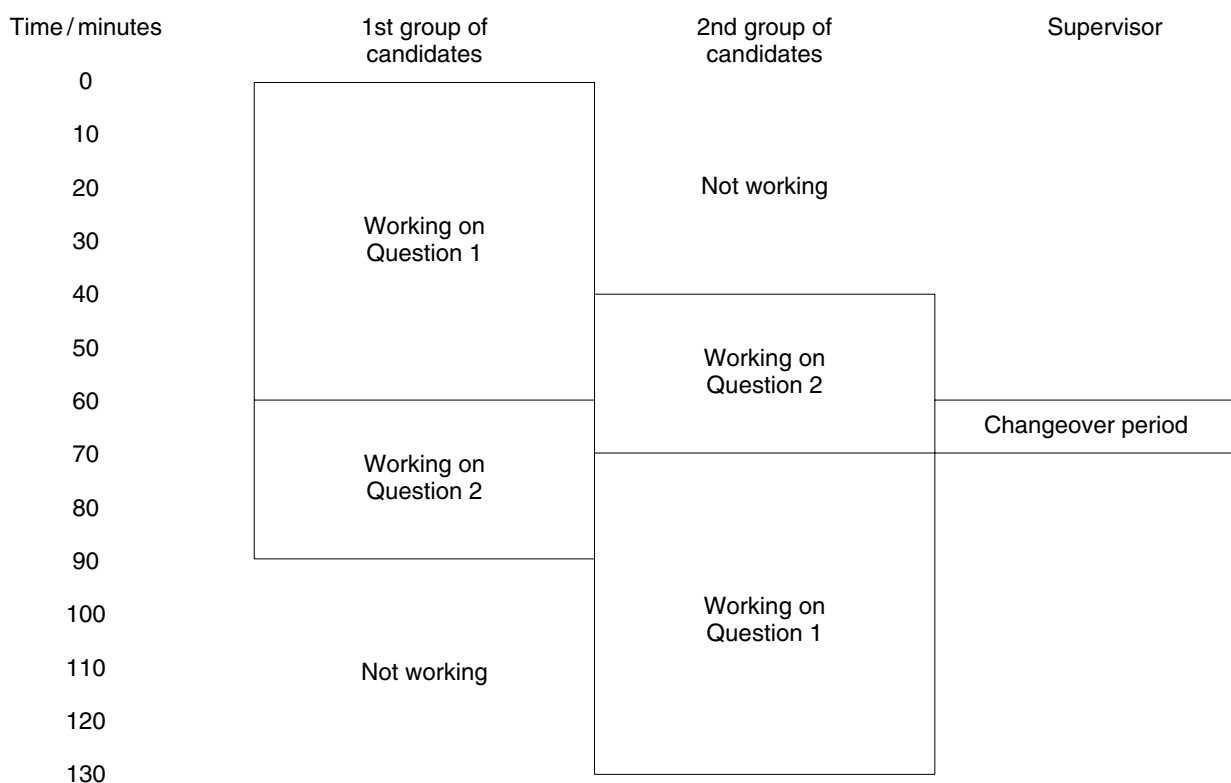 Time / minutes
1st group of
candidates
2nd group of
candidates
Supervisor
0
10
20
30
40
50
60
70
80
90
100
110
120
130
Working on
Question 1
Working on
Question 2
Not working
Not working
Working on
Question 2
Working on
Question 1
Changeover period